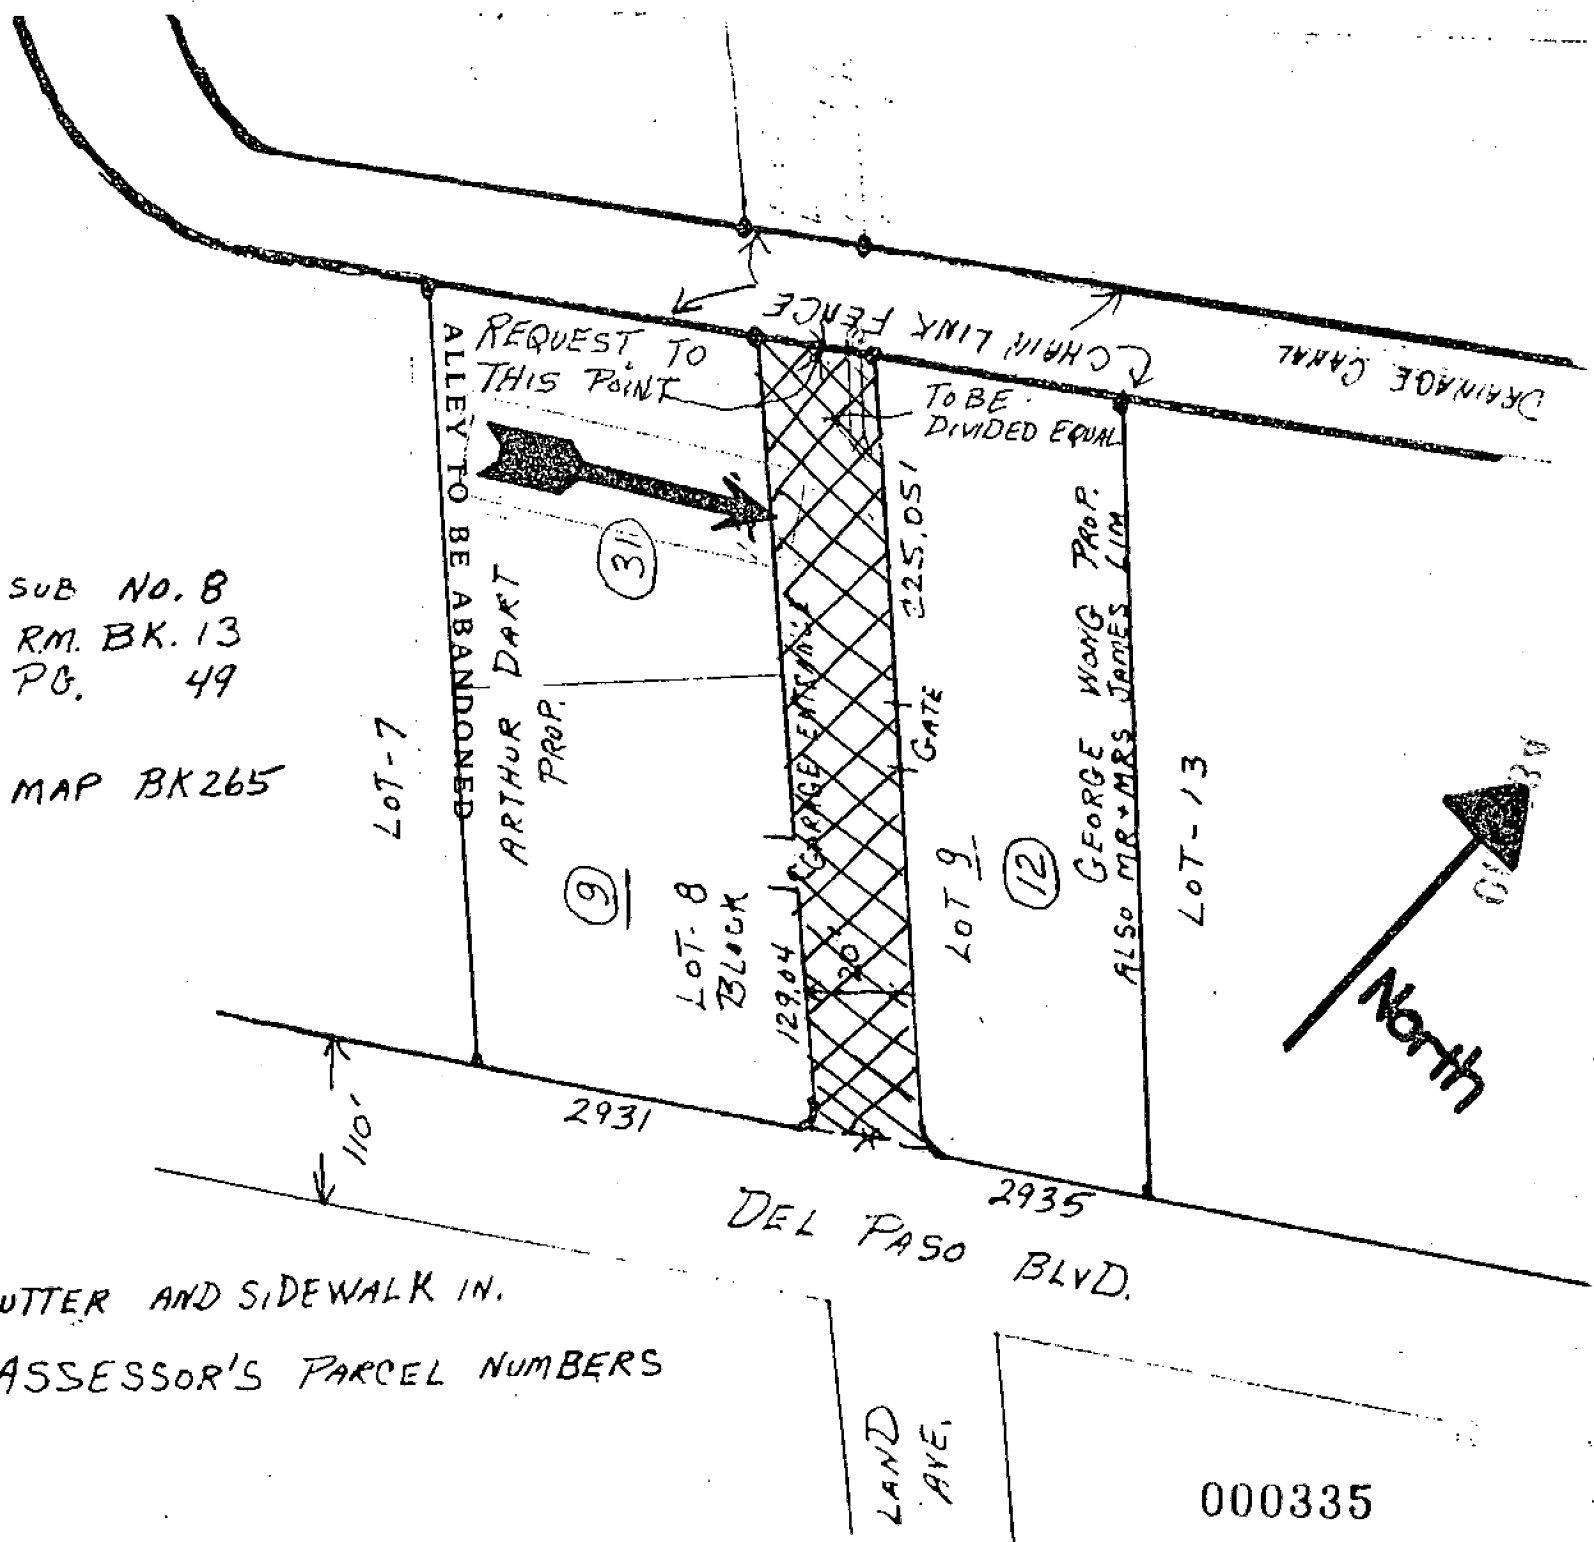 CHAIN LINK FENCE
DRAINAGE CANAL
REQUEST TO
THIS POINT
TO BE
DIVIDED EQUAL
ALLEY TO BE ABANDONED
SUB NO. 8
RM. BK. 13
PG. 49
MAP BK 265
LOT-7
ARTHUR DART
PROP.
31
9
LOT-8
BLOCK
129.04
GARAGE ENTRANCE
20'
225.051
GATE
LOT 9
12
GEORGE WONG PROP.
ALSO MR + MRS JAMES LIM
LOT-13
North
110'
2931
2935
DEL PASO BLVD.
UTTER AND SIDEWALK IN.
ASSESSOR'S PARCEL NUMBERS
LAND
AVE.
000335